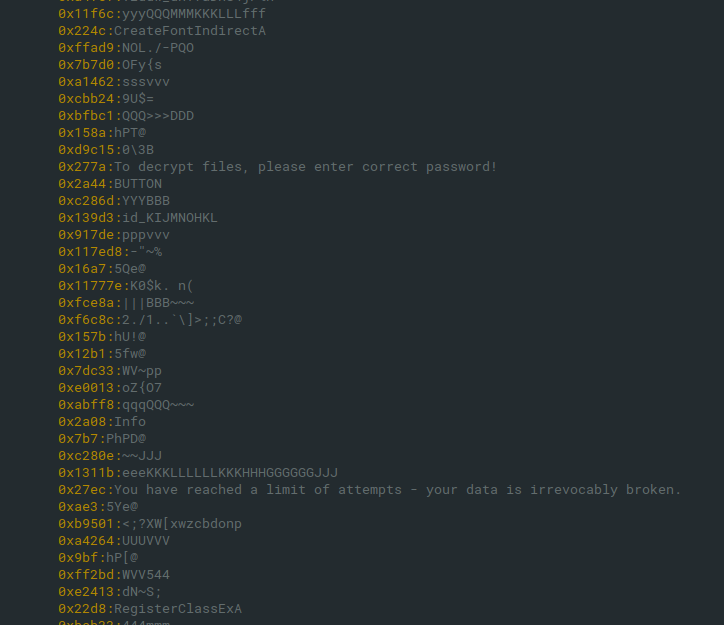 0x11f6c:yyyQQQMMMKKKLLLfff
0x224c:CreateFontIndirectA
0xffad9:NOL./-PQO
0x7b7d0:OFy{s
0xa1462:sssvvv
0xcbb24:9U$=
0xbfbc1:QQQ>>>DDD
0x158a:hPT@
0xd9c15:0\3B
0x277a:To decrypt files, please enter correct password!
0x2a44:BUTTON
0xc286d:YYYBBB
0x139d3:id_KIJMNOHKL
0x917de:pppvvv
0x117ed8:-"~%
0x16a7:5Qe@
0x11777e:K0$k. n(
0xfce8a:|||BBB~~~
0xf6c8c:2./1..`\]>;;C?@
0x157b:hU!@
0x12b1:5fw@
0x7dc33:WV~pp
0xe0013:oZ{O7
0xabff8:qqqQQQ~~~
0x2a08:Info
0x7b7:PhPD@
0xc280e:~~JJJ
0x1311b:eeeKKKLLLLLLKKKHHHGGGGGGJJJ
0x27ec:You have reached a limit of attempts - your data is irrevocably broken.
0xae3:5Ye@
0xb9501:<;?XW[xwzcbdonp
0xa4264:UUUVVV
0x9bf:hP[@
0xff2bd:WVV544
0xe2413:dN~S;
0x22d8:RegisterClassExA